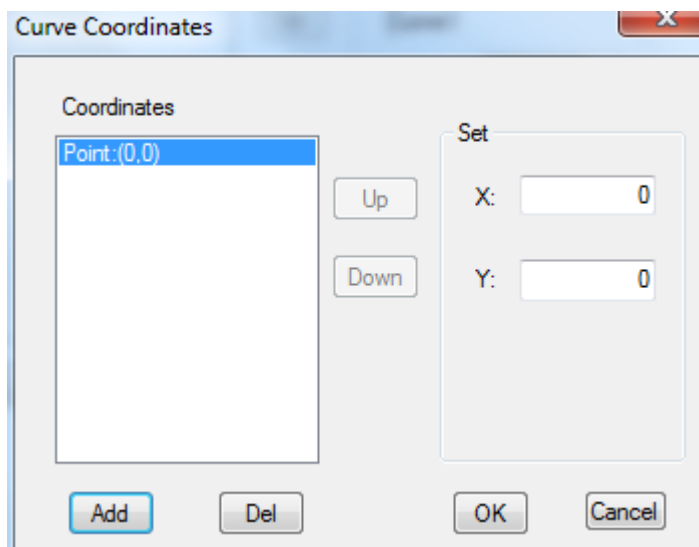 Curve Coordinates
Coordinates
Point:(0,0)
Up
Down
Set
X: 0
Y: 0
Add Del OK Cancel